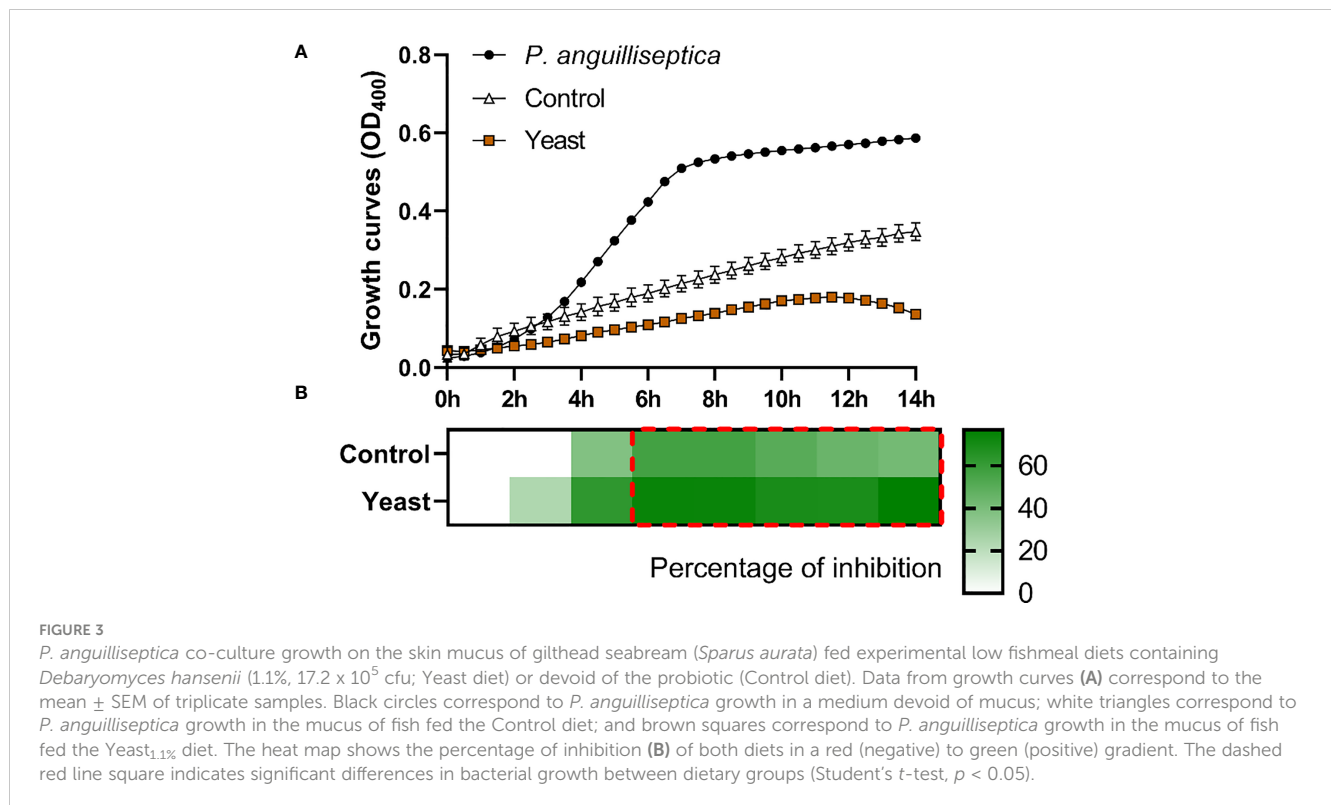 A
0.8
0.6
0.4
0.2
0.0
Growth curves (OD400)
P. anguilliseptica
Control
Yeast
0h 2h 4h 6h 8h 10h 12h 14h
B
Control
Yeast
60
40
20
0
Percentage of inhibition
FIGURE 3
P. anguilliseptica co-culture growth on the skin mucus of gilthead seabream (Sparus aurata) fed experimental low fishmeal diets containing
Debaryomyces hansenii (1.1%, 17.2 x 10⁵ cfu; Yeast diet) or devoid of the probiotic (Control diet). Data from growth curves (A) correspond to the
mean ± SEM of triplicate samples. Black circles correspond to P. anguilliseptica growth in a medium devoid of mucus; white triangles correspond to
P. anguilliseptica growth in the mucus of fish fed the Control diet; and brown squares correspond to P. anguilliseptica growth in the mucus of fish
fed the Yeast1.1% diet. The heat map shows the percentage of inhibition (B) of both diets in a red (negative) to green (positive) gradient. The dashed
red line square indicates significant differences in bacterial growth between dietary groups (Student's t-test, p < 0.05).